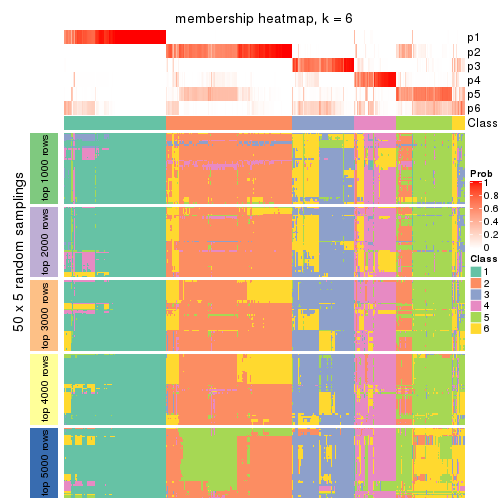 membership heatmap, k = 6
p1
p2
p3
p4
p5
p6
Class
50 x 5 random samplings
top 1000 rows
top 2000 rows
top 3000 rows
top 4000 rows
top 5000 rows
Prob
1
0.8
0.6
0.4
0.2
0
Class
1
2
3
4
5
6